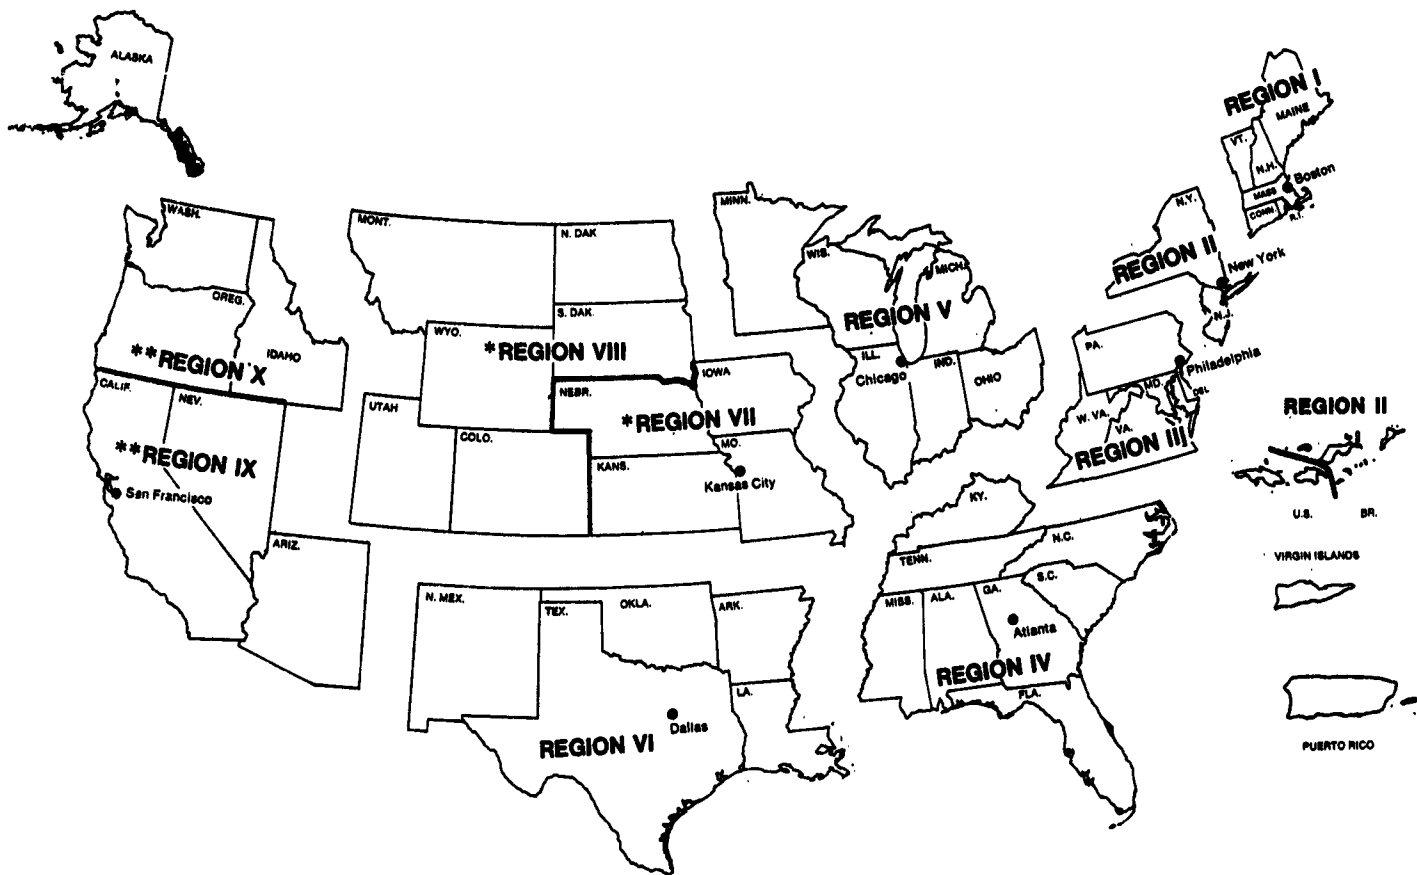 ALASKA
REGION I
MAINE
VT.
N.H.
Boston
MASS
CONN
R.I.
WASH.
MONT.
N. DAK
MINN.
N.Y.
REGION II
New York
WIS.
MICH.
OREG.
S. DAK.
REGION V
N.J.
WYO.
**REGION X
IDAHO
*REGION VIII
ILL.
IND.
Chicago
OHIO
PA.
Philadelphia
CALIF.
NEV.
UTAH
NEBR.
IOWA
MD.
DEL
REGION II
*REGION VII
W. VA.
VA.
REGION III
COLO.
MO.
**REGION IX
KANS.
Kansas City
San Francisco
KY.
U.S.
BR.
VIRGIN ISLANDS
ARIZ.
TENN.
N.C.
S.C.
N. MEX.
TEX.
OKLA.
ARK.
MISS.
ALA.
GA.
Atlanta
REGION IV
FLA.
LA.
Dallas
REGION VI
PUERTO RICO